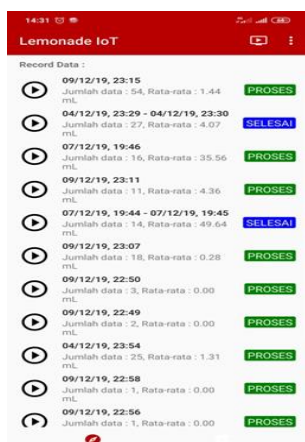 14:31
Lemonade IoT
Record Data :
09/12/19, 23:15
Jumlah data : 54, Rata-rata : 1.44
mL
PROSES
04/12/19, 23:29 - 04/12/19, 23:30
Jumlah data : 27, Rata-rata : 4.07
mL
SELESAI
07/12/19, 19:46
Jumlah data : 16, Rata-rata : 35.56
mL
PROSES
09/12/19, 23:11
Jumlah data : 11, Rata-rata : 4.36
mL
PROSES
07/12/19, 19:44 - 07/12/19, 19:45
Jumlah data : 14, Rata-rata : 49.64
mL
SELESAI
09/12/19, 23:07
Jumlah data : 18, Rata-rata : 0.28
mL
PROSES
09/12/19, 22:50
Jumlah data : 3, Rata-rata : 0.00
mL
PROSES
09/12/19, 22:49
Jumlah data : 2, Rata-rata : 0.00
mL
PROSES
04/12/19, 23:54
Jumlah data : 25, Rata-rata : 1.31
mL
PROSES
09/12/19, 22:58
Jumlah data : 1, Rata-rata : 0.00
mL
PROSES
09/12/19, 22:56
Jumlah data : 1, Rata-rata : 0.00
mL
PROSES